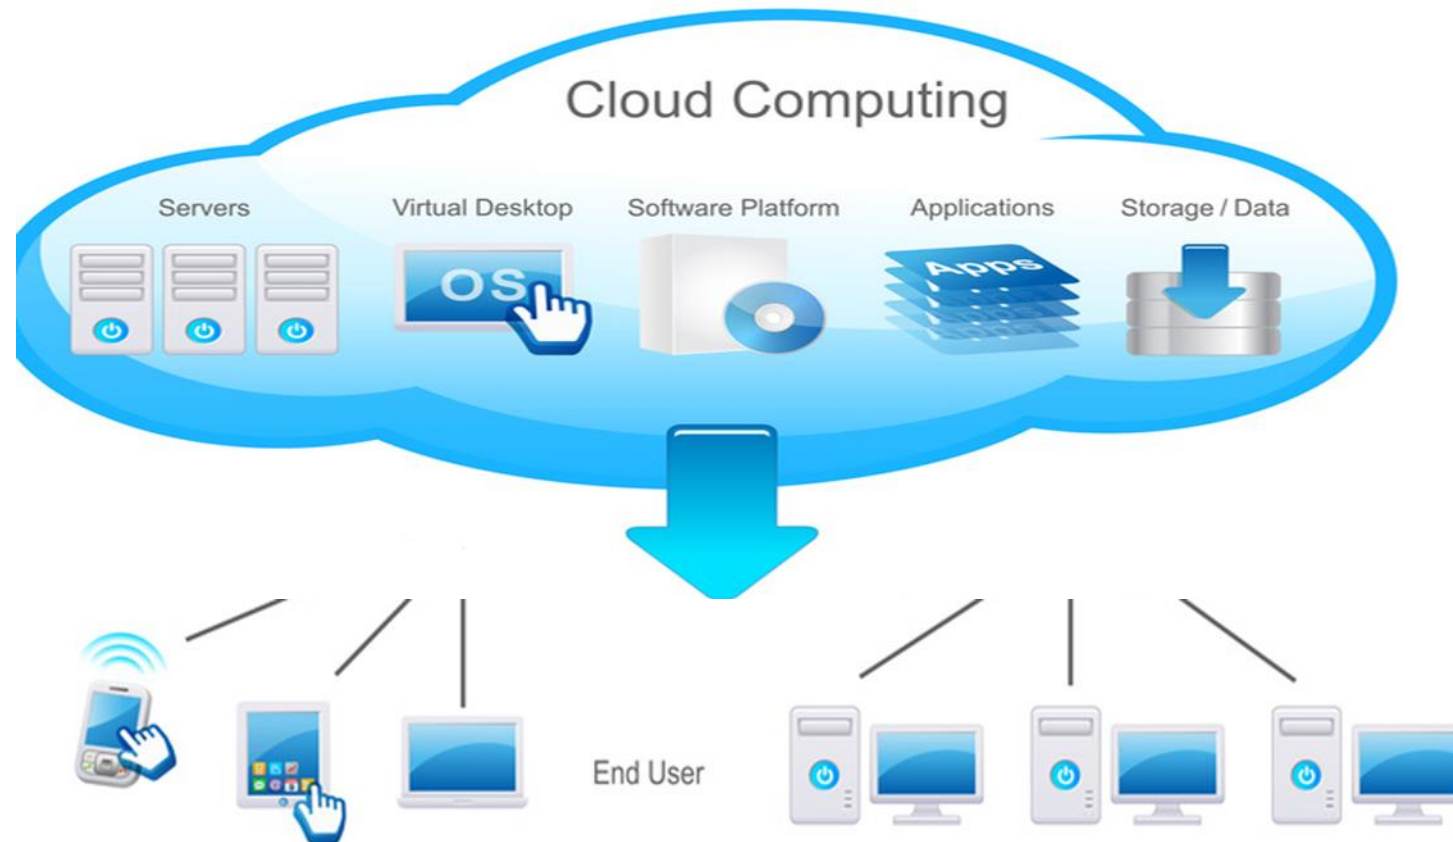 Cloud Computing
Servers
Virtual Desktop
Software Platform
Applications
Storage / Data
OS
Apps
End User